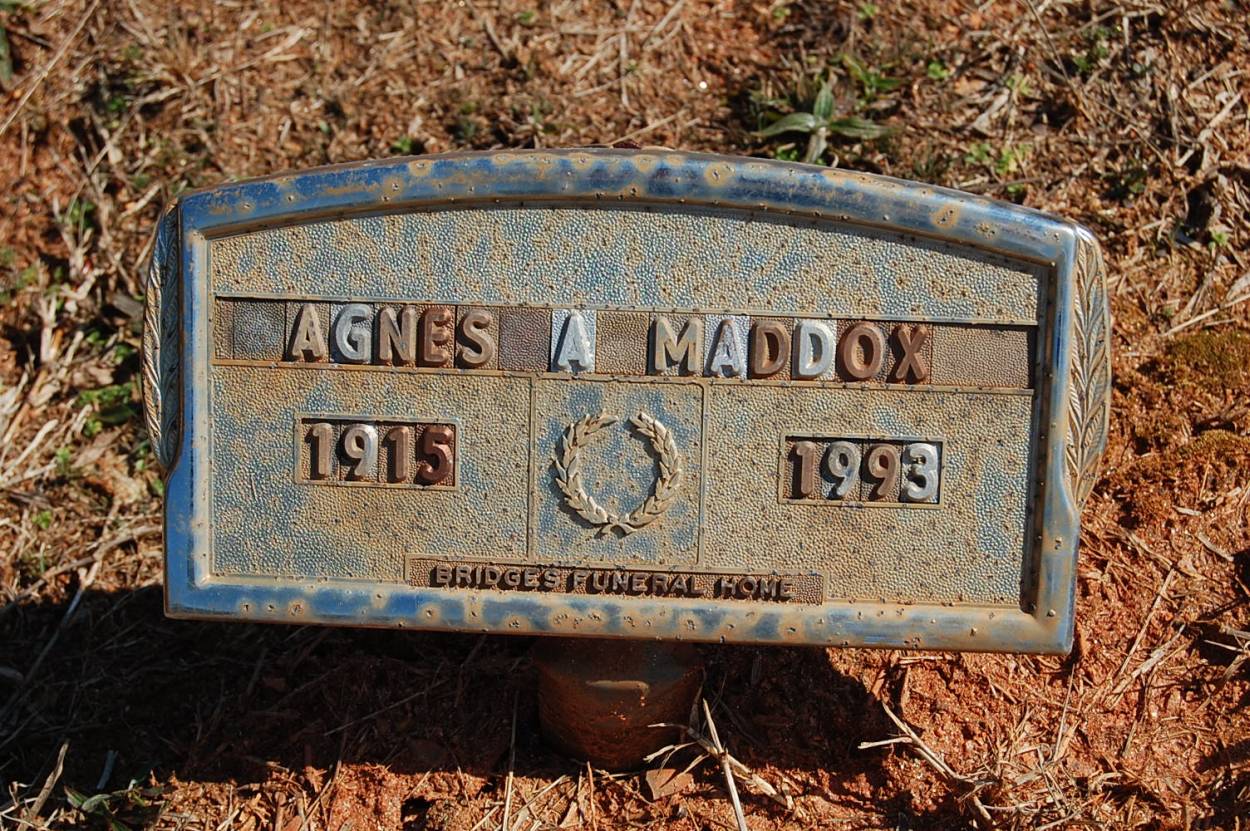 AGNES A MADDOX
1915 1993
BRIDGES FUNERAL HOME